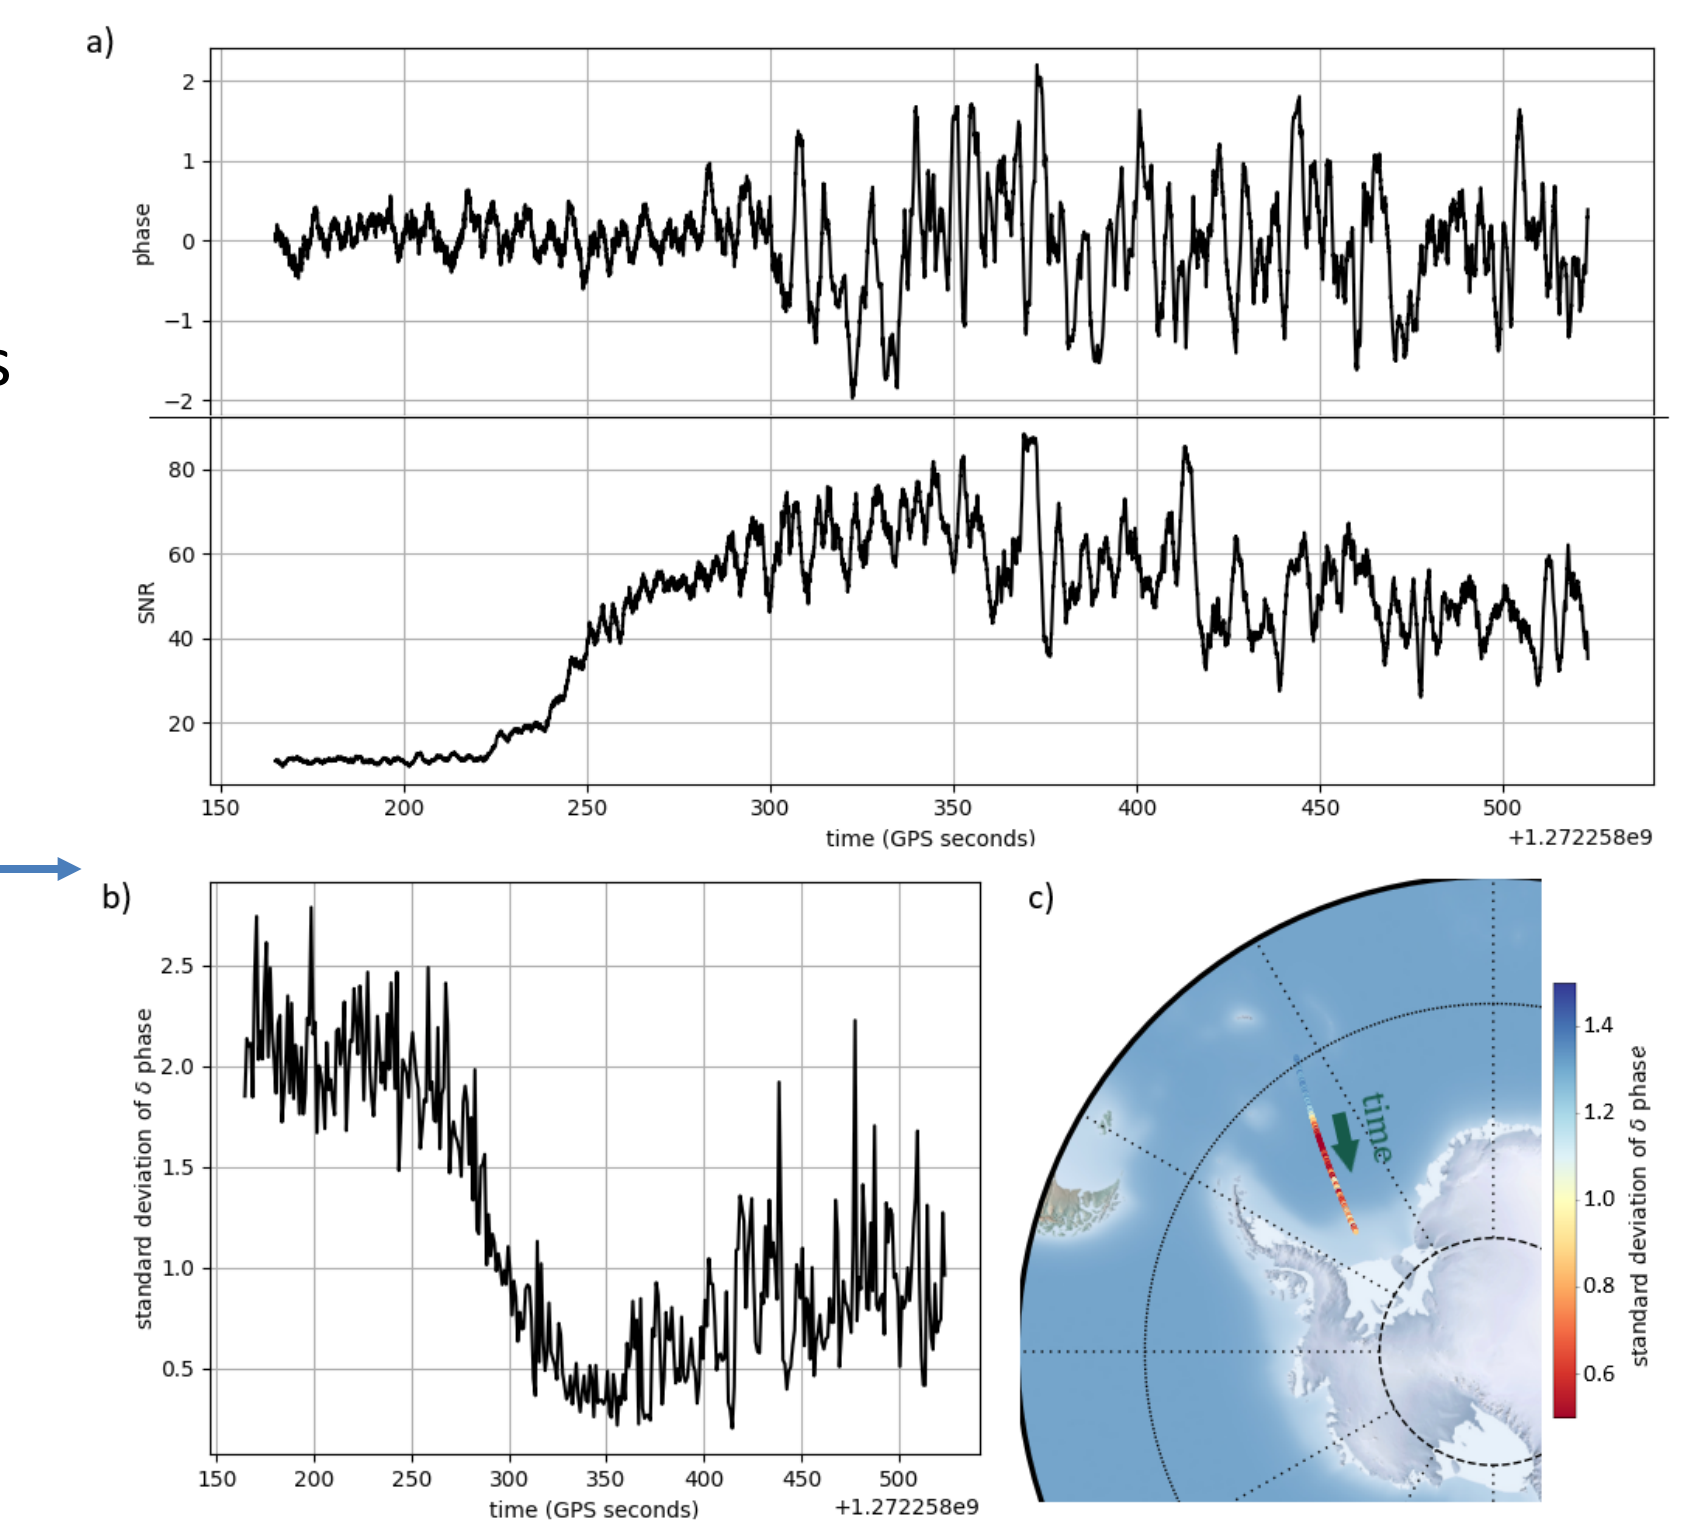 a)
2
1
0
−1
−2
phase
s
80
60
40
20
SNR
150 200 250 300 350 400 450 500
time (GPS seconds)
+1.272258e9
b)
2.5
2.0
1.5
1.0
0.5
standard deviation of δ phase
150 200 250 300 350 400 450 500
time (GPS seconds)
+1.272258e9
c)
time
1.4
1.2
1.0
0.8
0.6
standard deviation of δ phase